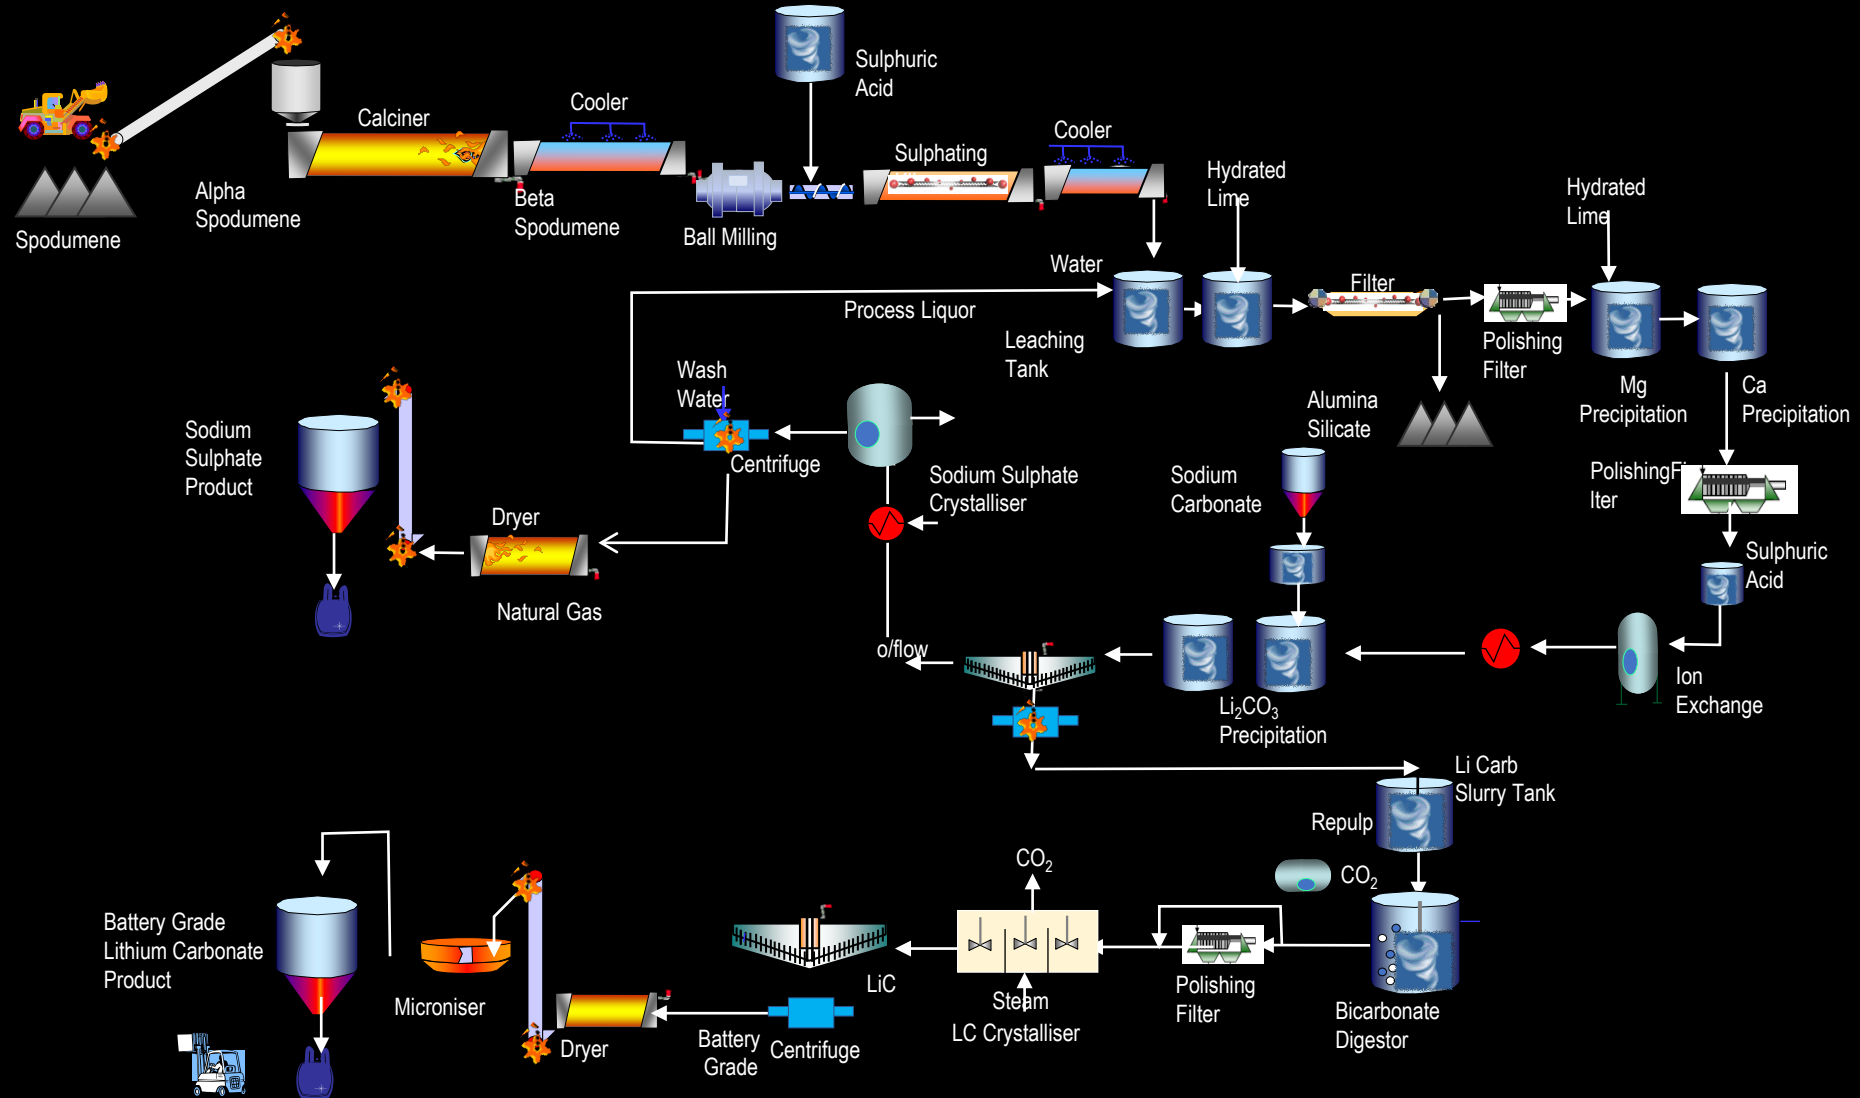 Sulphuric
Acid
Calciner
Cooler
Cooler
Sulphating
Alpha
Spodumene
Beta
Spodumene
Spodumene
Ball Milling
Hydrated
Lime
Hydrated
Lime
Water
Process Liquor
Leaching
Tank
Filter
Polishing
Filter
Mg
Precipitation
Ca
Precipitation
Wash
Water
Centrifuge
Alumina
Silicate
Sodium
Sulphate
Product
Sodium Sulphate
Crystalliser
Sodium
Carbonate
PolishingFi
lter
Dryer
Natural Gas
Sulphuric
Acid
o/flow
Ion
Exchange
Li₂CO₃
Precipitation
Li Carb
Slurry Tank
Repulp
CO₂
CO₂
Battery Grade
Lithium Carbonate
Product
Microniser
LiC
Steam
LC Crystalliser
Polishing
Filter
Bicarbonate
Digestor
Dryer
Battery
Grade
Centrifuge